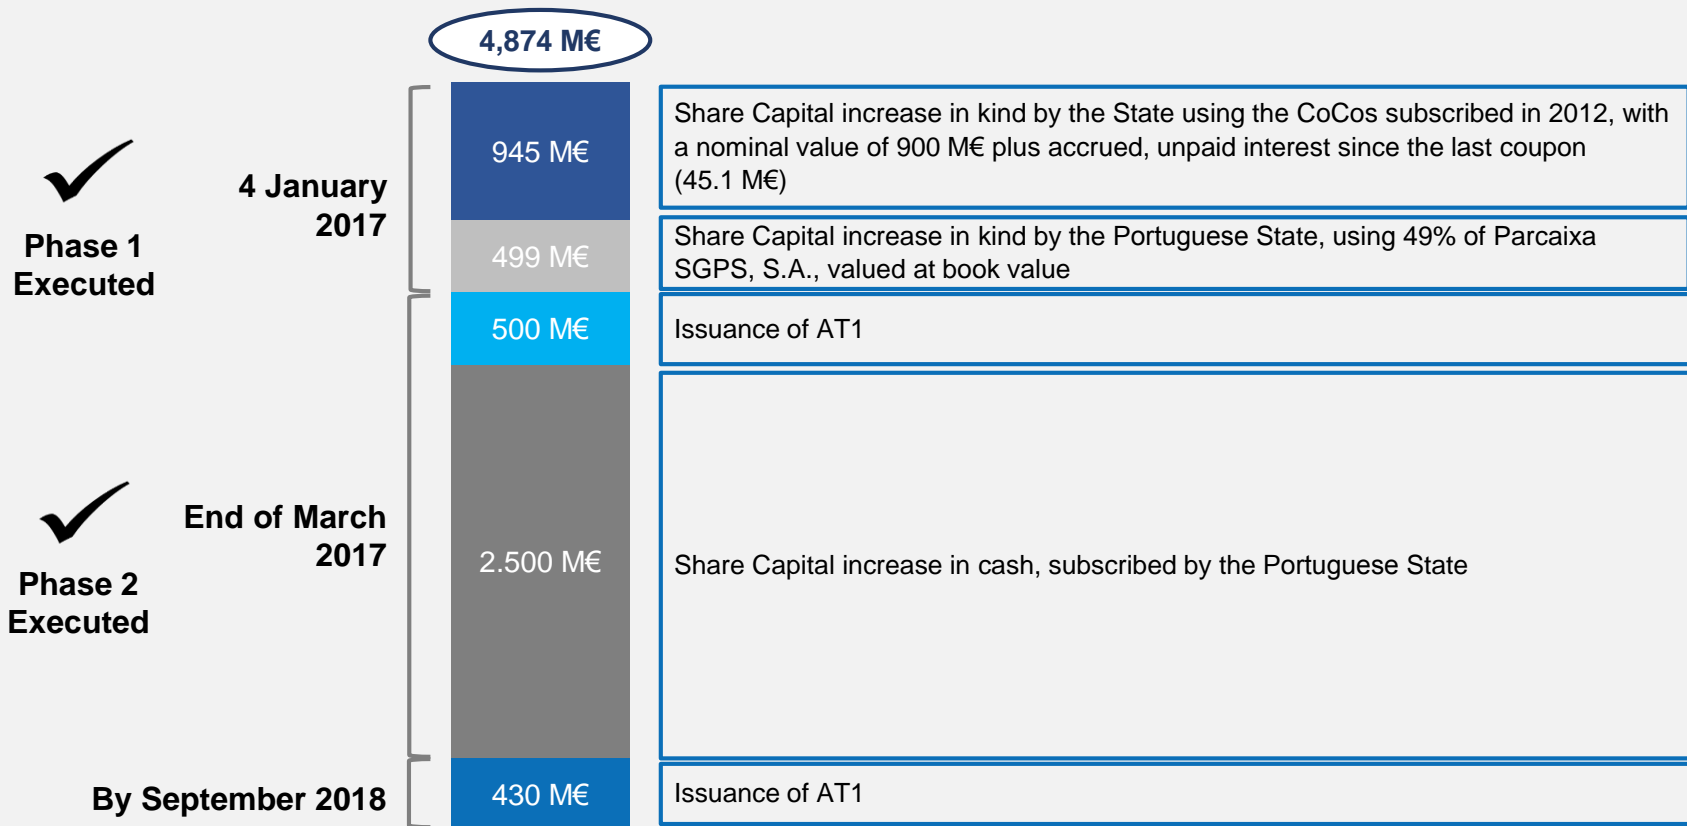 4,874 M€
Phase 1
Executed
4 January
2017
945 M€
Share Capital increase in kind by the State using the CoCos subscribed in 2012, with
a nominal value of 900 M€ plus accrued, unpaid interest since the last coupon
(45.1 M€)
499 M€
Share Capital increase in kind by the Portuguese State, using 49% of Parcaixa
SGPS, S.A., valued at book value
Phase 2
Executed
End of March
2017
500 M€
Issuance of AT1
2.500 M€
Share Capital increase in cash, subscribed by the Portuguese State
By September 2018
430 M€
Issuance of AT1